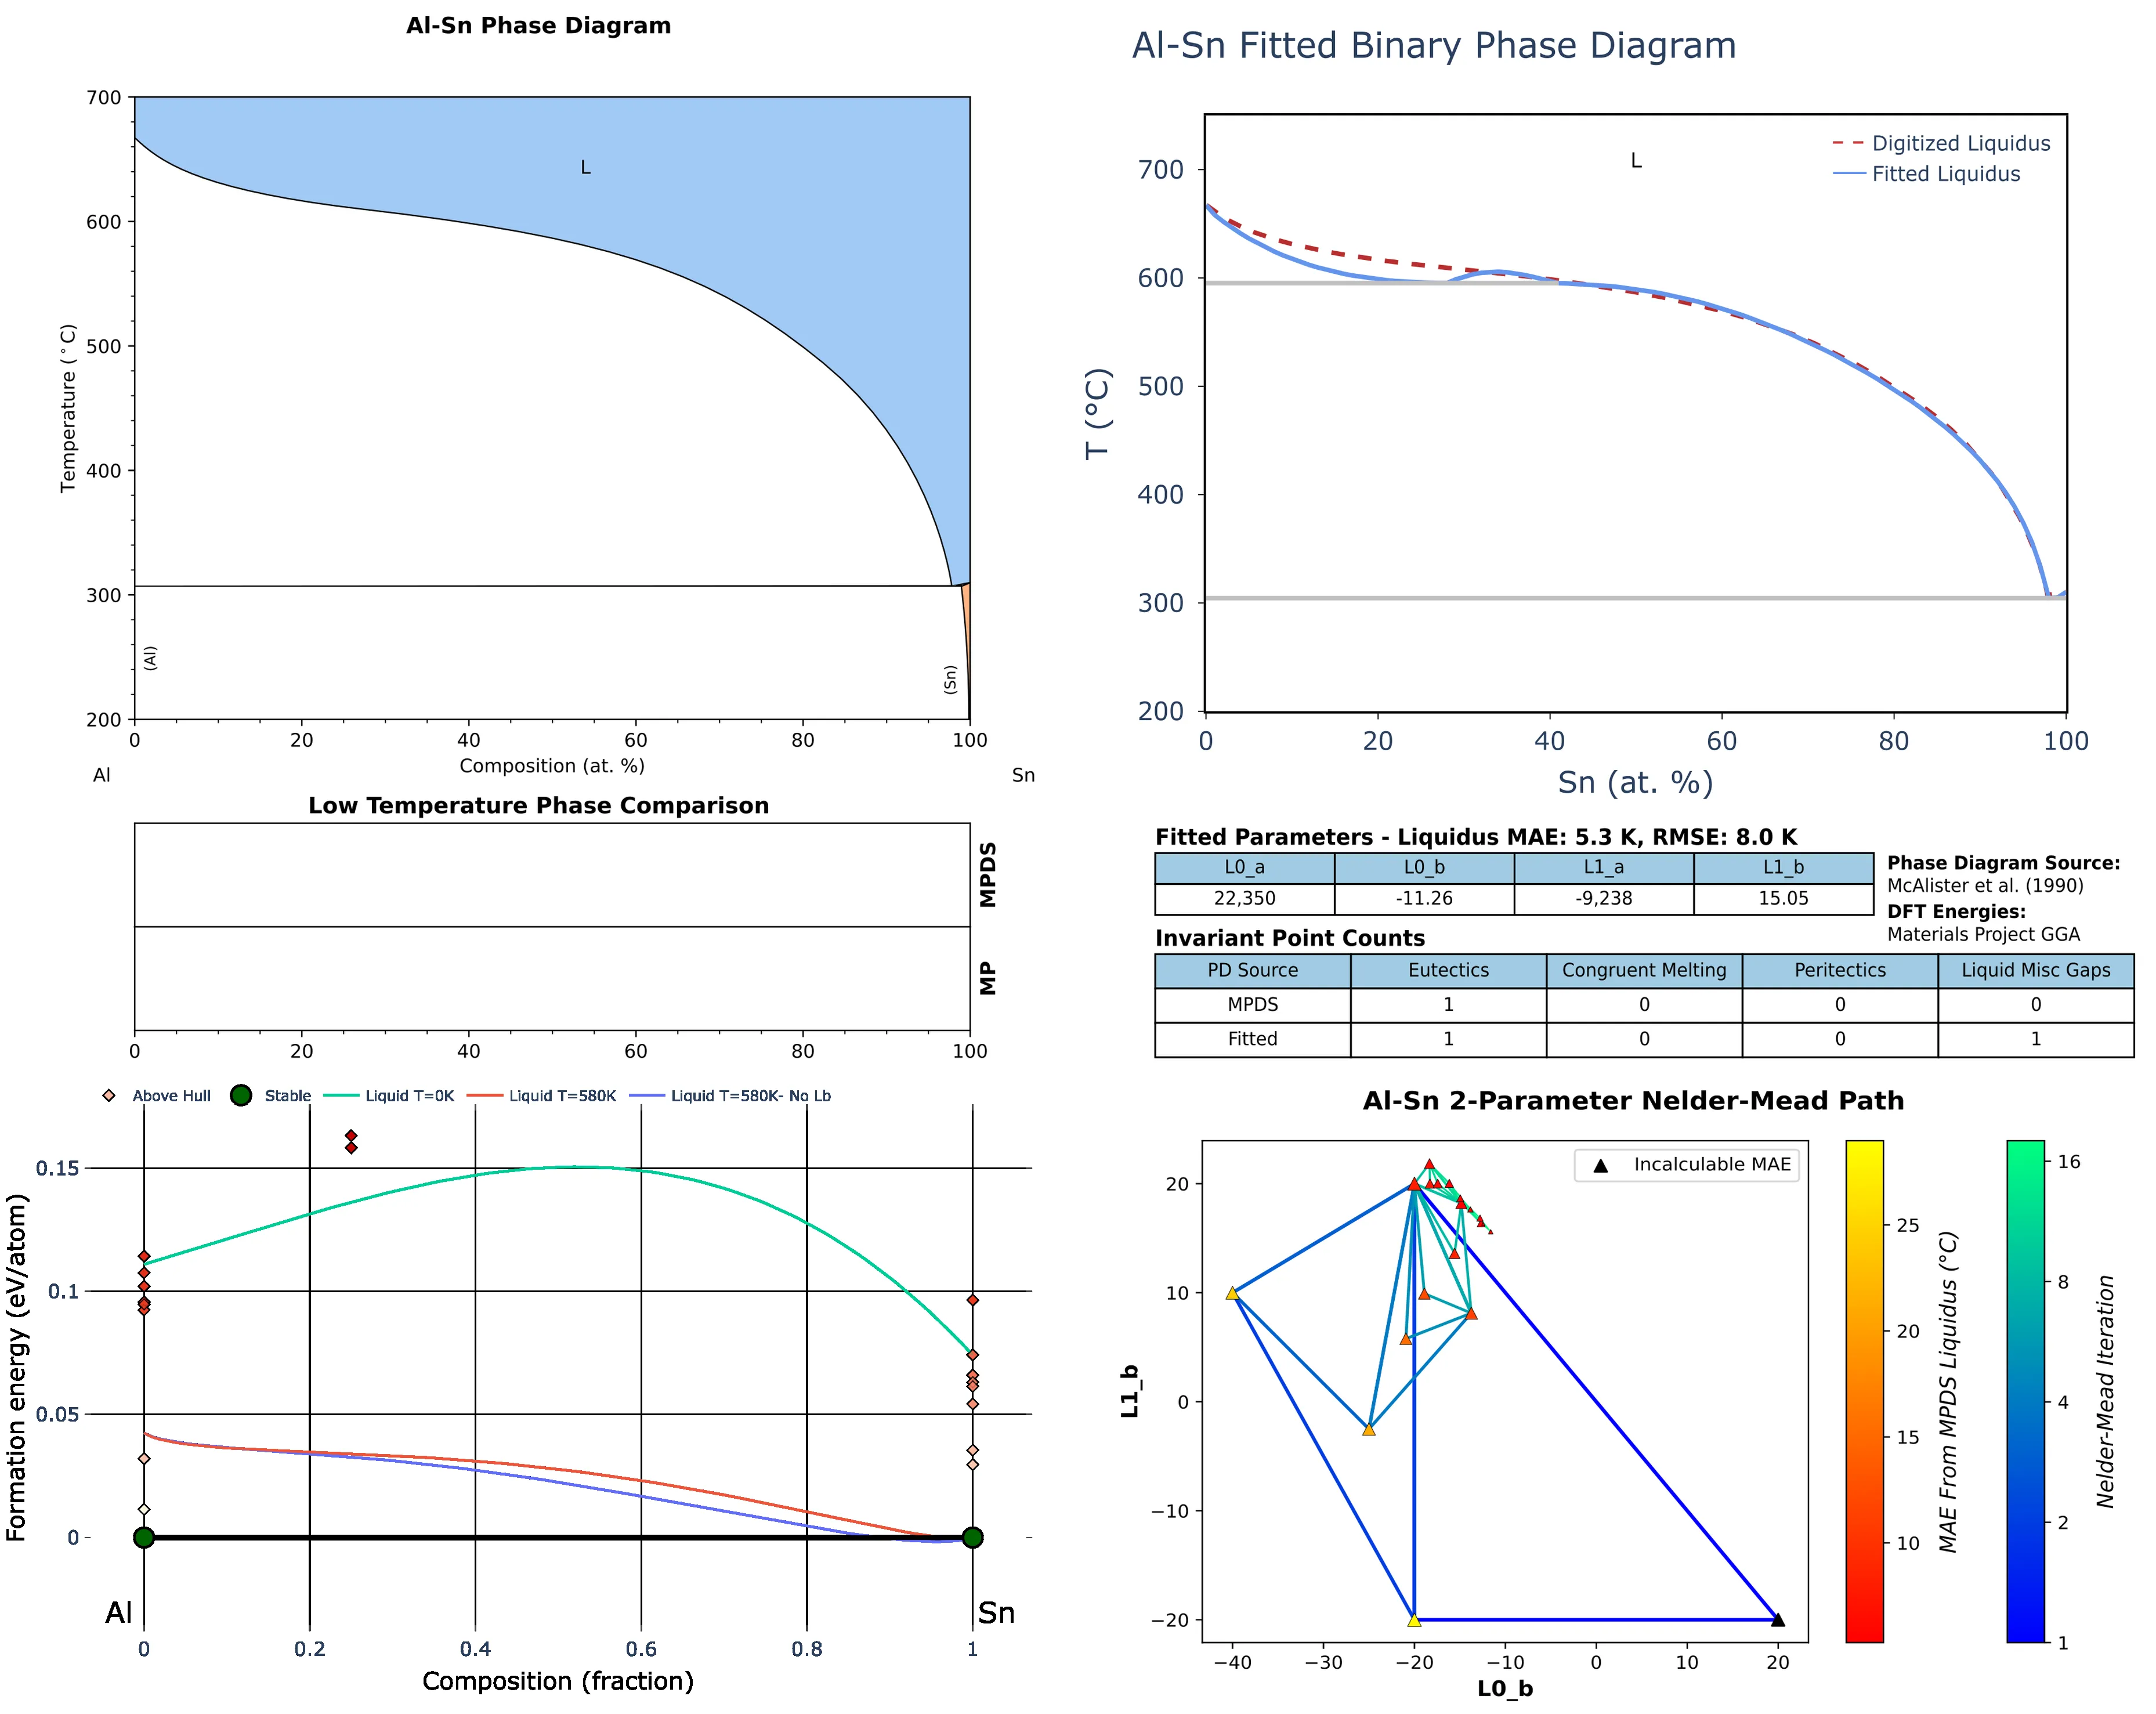 Al-Sn Phase Diagram
700
600
500
400
300
200
Temperature (°C)
L
(Al)
(Sn)
0 20 40 60 80 100
Composition (at. %)
Al Sn
Al-Sn Fitted Binary Phase Diagram
Digitized Liquidus
Fitted Liquidus
L
700
600
500
400
300
200
T (°C)
0 20 40 60 80 100
Sn (at. %)
Low Temperature Phase Comparison
MPDS
MP
0 20 40 60 80 100
Fitted Parameters - Liquidus MAE: 5.3 K, RMSE: 8.0 K
L0_a L0_b L1_a L1_b
22,350 -11.26 -9,238 15.05
Phase Diagram Source:
McAlister et al. (1990)
DFT Energies:
Materials Project GGA
Invariant Point Counts
PD Source Eutectics Congruent Melting Peritectics Liquid Misc Gaps
MPDS 1 0 0 0
Fitted 1 0 0 1
Above Hull Stable Liquid T=0K Liquid T=580K Liquid T=580K- No Lb
0.15
0.1
0.05
0
Formation energy (eV/atom)
Al Sn
0 0.2 0.4 0.6 0.8 1
Composition (fraction)
Al-Sn 2-Parameter Nelder-Mead Path
Incalculable MAE
20
10
0
−10
−20
L1_b
−40 −30 −20 −10 0 10 20
L0_b
25
20
15
10
MAE From MPDS Liquidus (°C)
16
8
4
2
1
Nelder-Mead Iteration